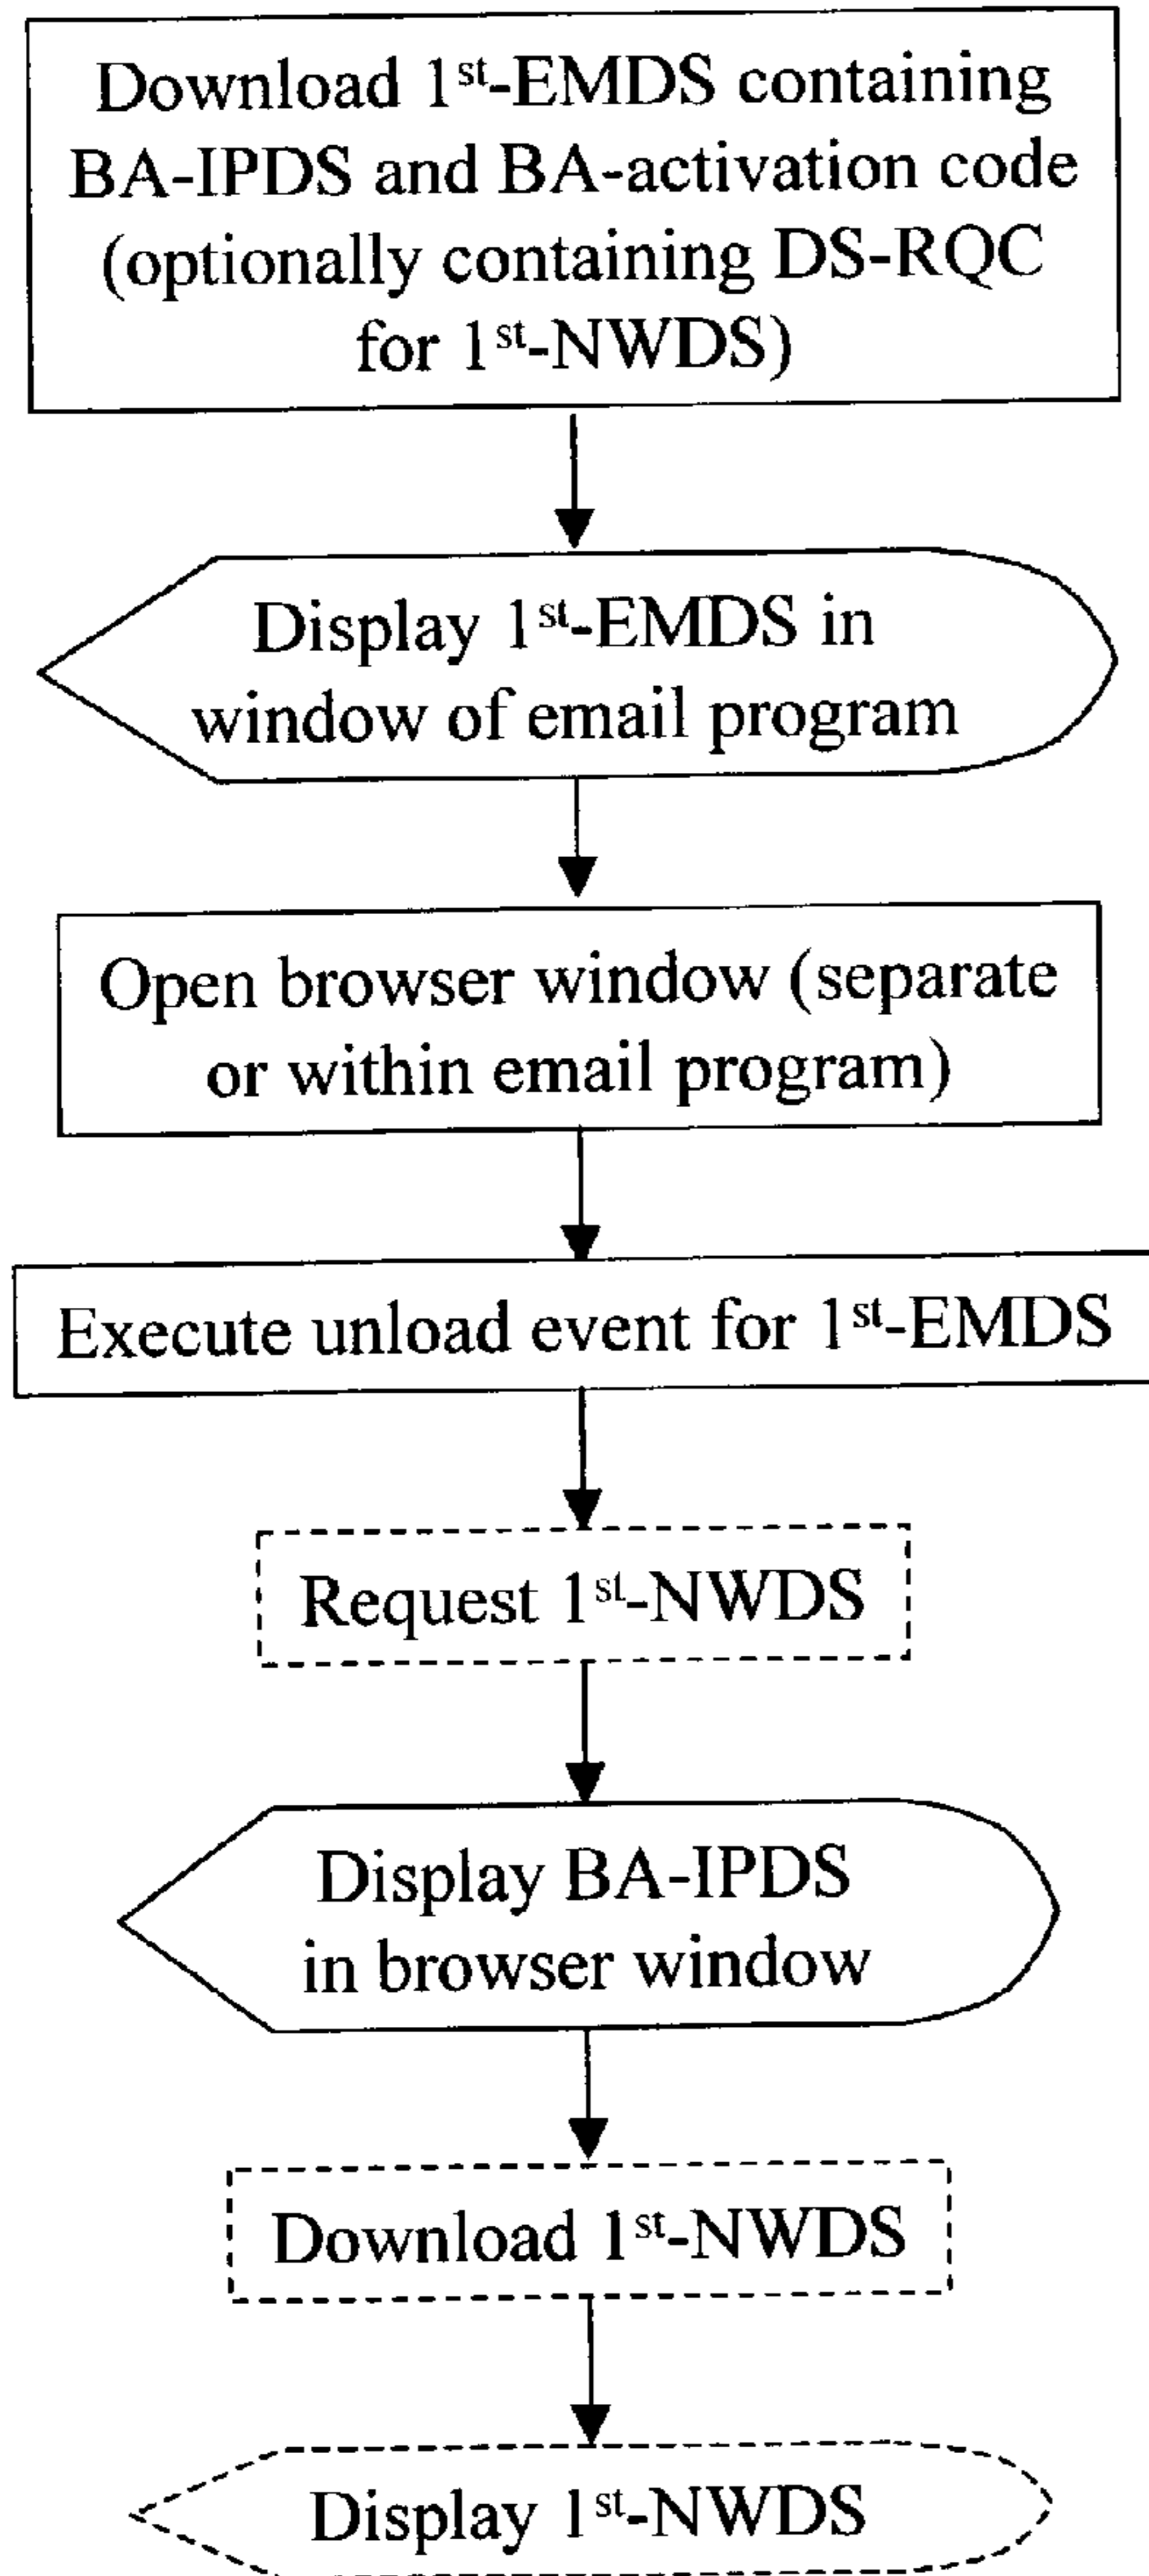 Download 1st-EMDS containing
BA-IPDS and BA-activation code
(optionally containing DS-RQC
for 1st-NWDS)
Display 1st-EMDS in
window of email program
Open browser window (separate
or within email program)
Execute unload event for 1st-EMDS
Request 1st-NWDS
Display BA-IPDS
in browser window
Download 1st-NWDS
Display 1st-NWDS